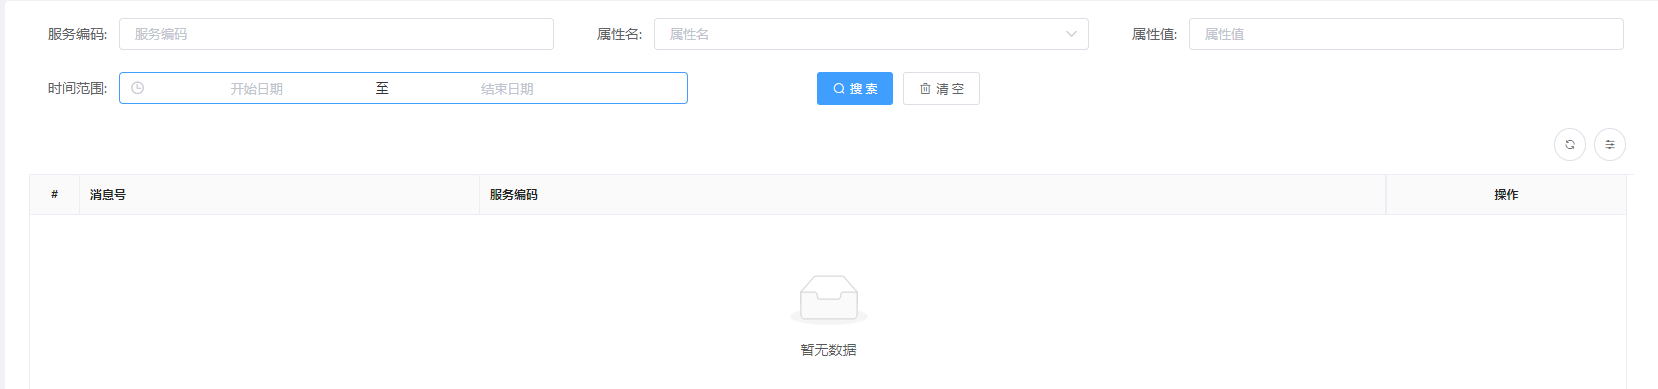 服务编码: 服务编码 属性名: 属性名 属性值: 属性值
时间范围: 开始日期 至 结束日期 搜 索 清 空
# 消息号 服务编码 操作
暂无数据